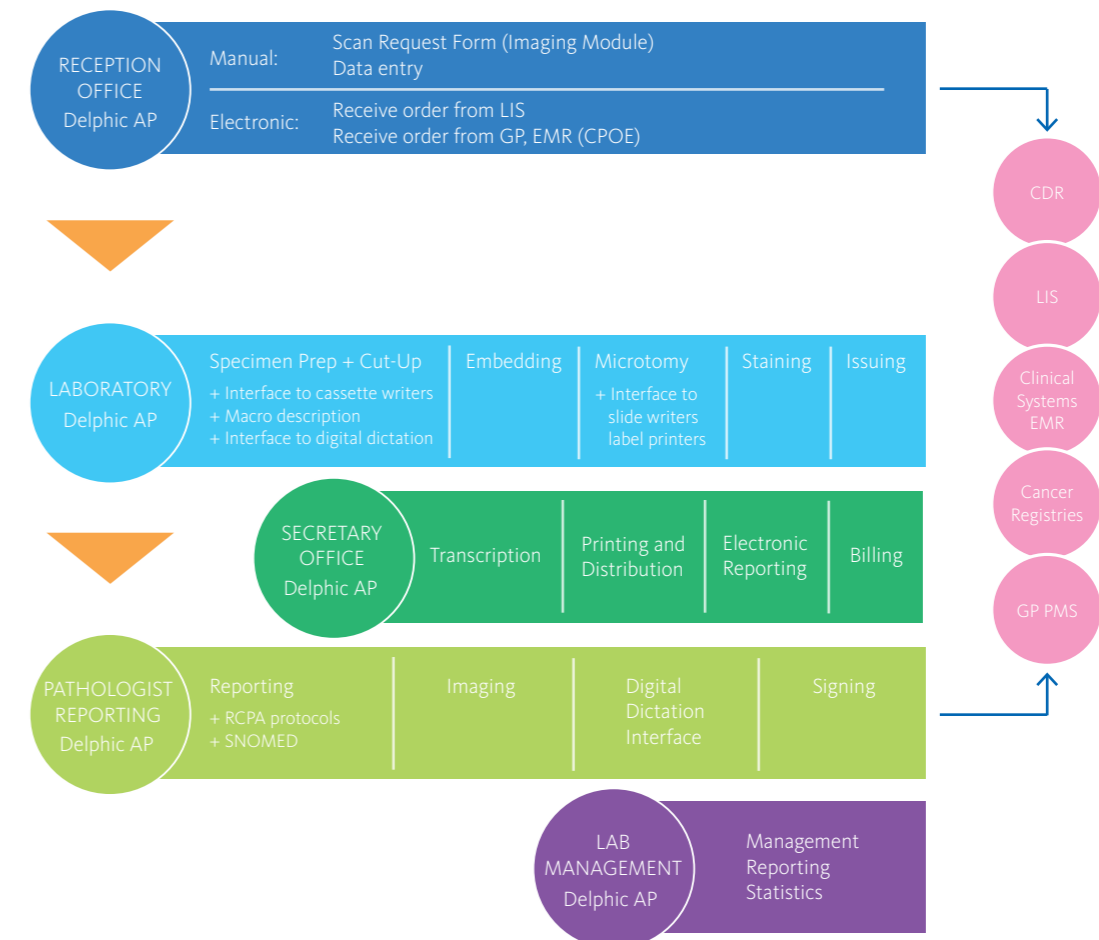 RECEPTION
OFFICE
Delphic AP
Manual:
Scan Request Form (Imaging Module)
Data entry
Electronic:
Receive order from LIS
Receive order from GP, EMR (CPOE)
LABORATORY
Delphic AP
Specimen Prep + Cut-Up
+ Interface to cassette writers
+ Macro description
+ Interface to digital dictation
Embedding
Microtomy
+ Interface to
slide writers
label printers
Staining
Issuing
SECRETARY
OFFICE
Delphic AP
Transcription
Printing and
Distribution
Electronic
Reporting
Billing
PATHOLOGIST
REPORTING
Delphic AP
Reporting
+ RCPA protocols
+ SNOMED
Imaging
Digital
Dictation
Interface
Signing
LAB
MANAGEMENT
Delphic AP
Management
Reporting
Statistics
CDR
LIS
Clinical
Systems
EMR
Cancer
Registries
GP PMS